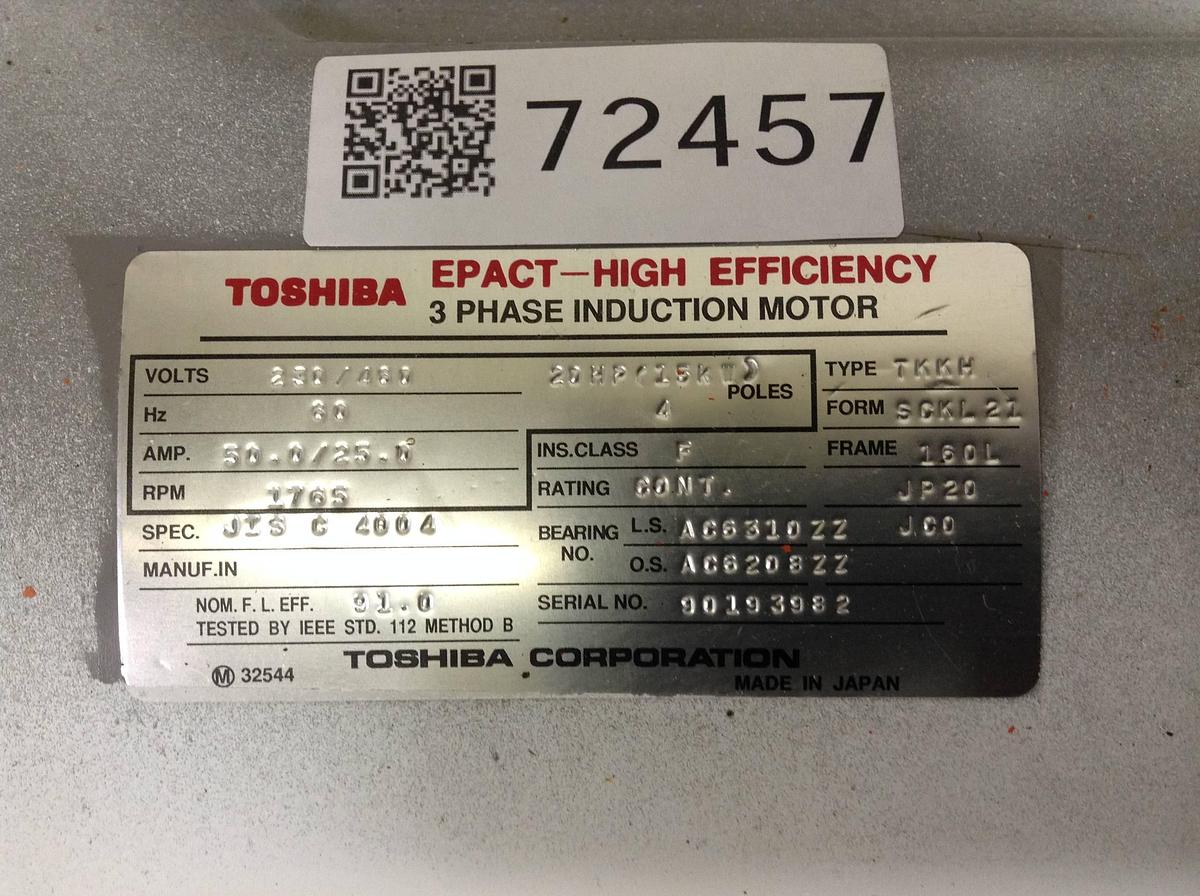 72457
TOSHIBA EPACT-HIGH EFFICIENCY
3 PHASE INDUCTION MOTOR
VOLTS 230/460 20HP(15kW) POLES
Hz 60 4
AMP. 50.0/25.0
RPM 1765
TYPE TKKH
FORM SCKL21
INS.CLASS F FRAME 160L
RATING CONT. JP20
SPEC. JIS C 4004
BEARING NO. L.S. AC6310ZZ JC0
O.S. AC6208ZZ
MANUF.IN
NOM. F. L. EFF. 91.0
TESTED BY IEEE STD. 112 METHOD B
SERIAL NO. 90193982
TOSHIBA CORPORATION
M 32544
MADE IN JAPAN